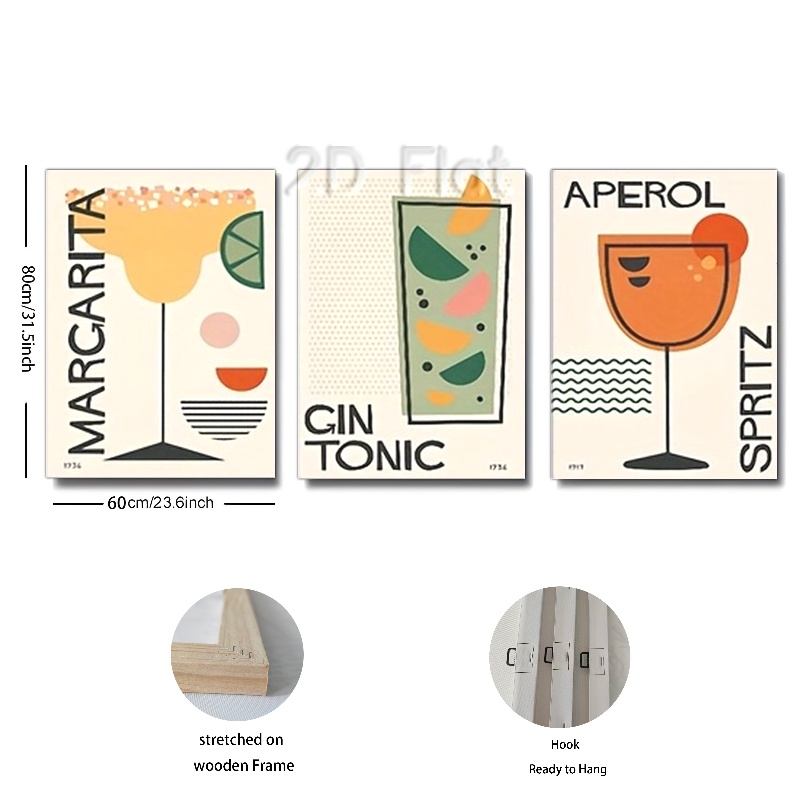 2D Flat
MARGARITA
1736
GIN
TONIC
1736
APEROL
SPRITZ
1919
80cm/31.5inch
60cm/23.6inch
stretched on
wooden Frame
Hook
Ready to Hang